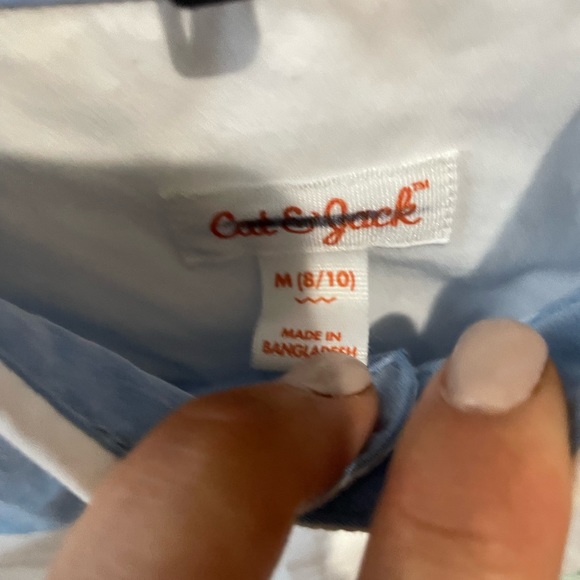 Cat & Jack™
M (8/10)
MADE IN
BANGLADESH